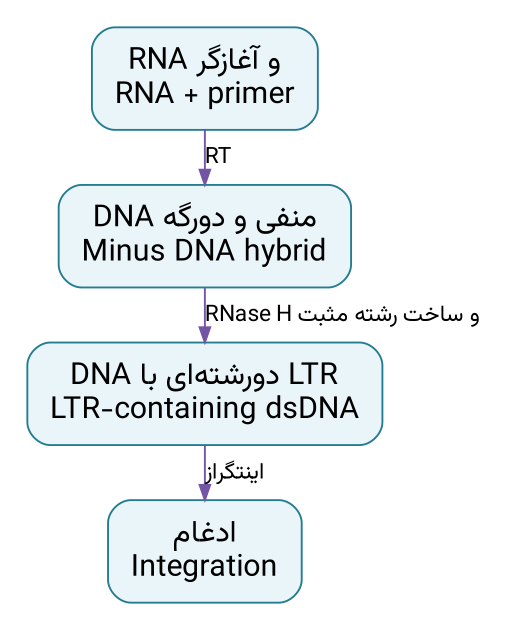 RNA و آغازگر
RNA + primer
RT
DNA منفی و دورگه
Minus DNA hybrid
RNase H و ساخت رشته مثبت
DNA دورشته‌ای با LTR
LTR-containing dsDNA
اینتگراز
ادغام
Integration